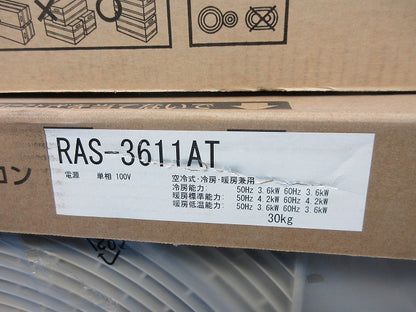 RAS-3611AT
電源 単相 100V
空冷式・冷房・暖房兼用
冷房能力: 50Hz 3.6kW 60Hz 3.6kW
暖房標準能力: 50Hz 4.2kW 60Hz 4.2kW
暖房低温能力: 50Hz 3.6kW 60Hz 3.6kW
30kg
コン